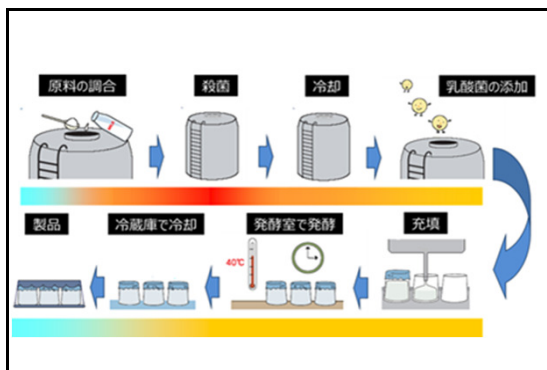 原料の調合
殺菌
冷却
乳酸菌の添加
製品
冷蔵庫で冷却
発酵室で発酵
充填
40℃